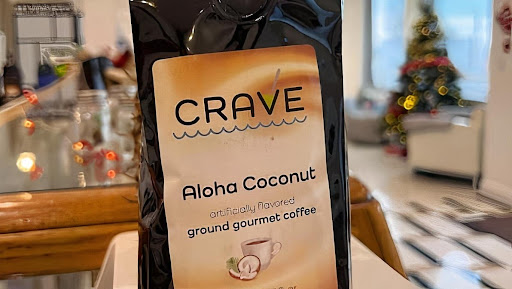 CRAVE
Aloha Coconut
artificially flavored
ground gourmet coffee